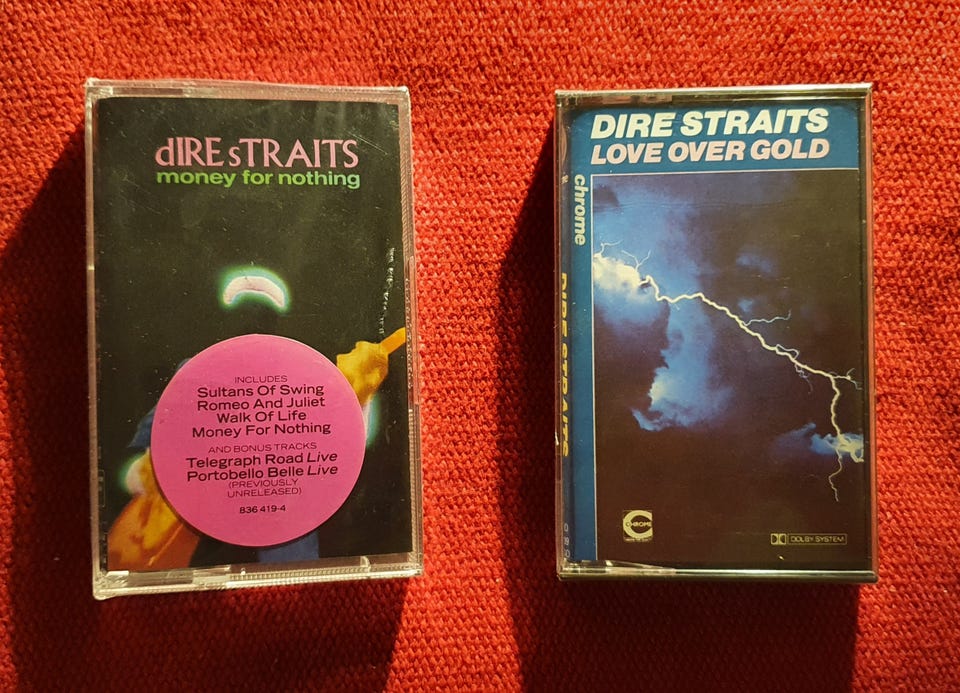 dIRE sTRAITS
money for nothing
INCLUDES
Sultans Of Swing
Romeo And Juliet
Walk Of Life
Money For Nothing
AND BONUS TRACKS
Telegraph Road Live
Portobello Belle Live
(PREVIOUSLY
UNRELEASED)
836 419-4
DIRE STRAITS
LOVE OVER GOLD
chrome
DIRE STRAITS
CHROME
DOLBY SYSTEM